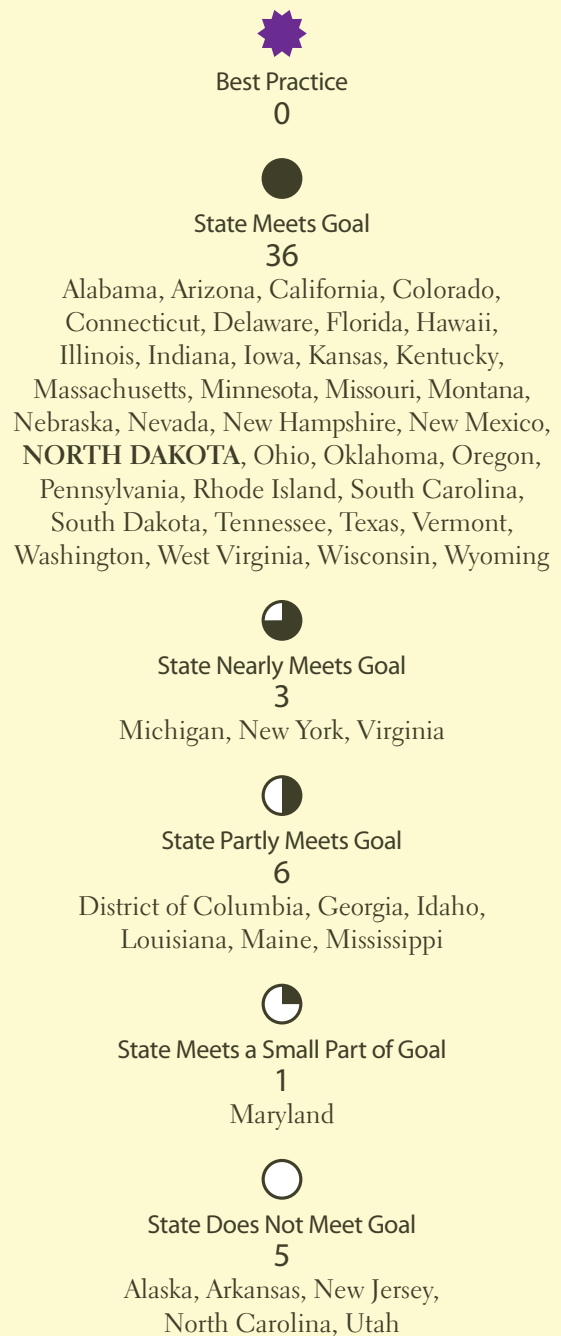 Best Practice
0
State Meets Goal
36
Alabama, Arizona, California, Colorado,
Connecticut, Delaware, Florida, Hawaii,
Illinois, Indiana, Iowa, Kansas, Kentucky,
Massachusetts, Minnesota, Missouri, Montana,
Nebraska, Nevada, New Hampshire, New Mexico,
NORTH DAKOTA, Ohio, Oklahoma, Oregon,
Pennsylvania, Rhode Island, South Carolina,
South Dakota, Tennessee, Texas, Vermont,
Washington, West Virginia, Wisconsin, Wyoming
State Nearly Meets Goal
3
Michigan, New York, Virginia
State Partly Meets Goal
6
District of Columbia, Georgia, Idaho,
Louisiana, Maine, Mississippi
State Meets a Small Part of Goal
1
Maryland
State Does Not Meet Goal
5
Alaska, Arkansas, New Jersey,
North Carolina, Utah